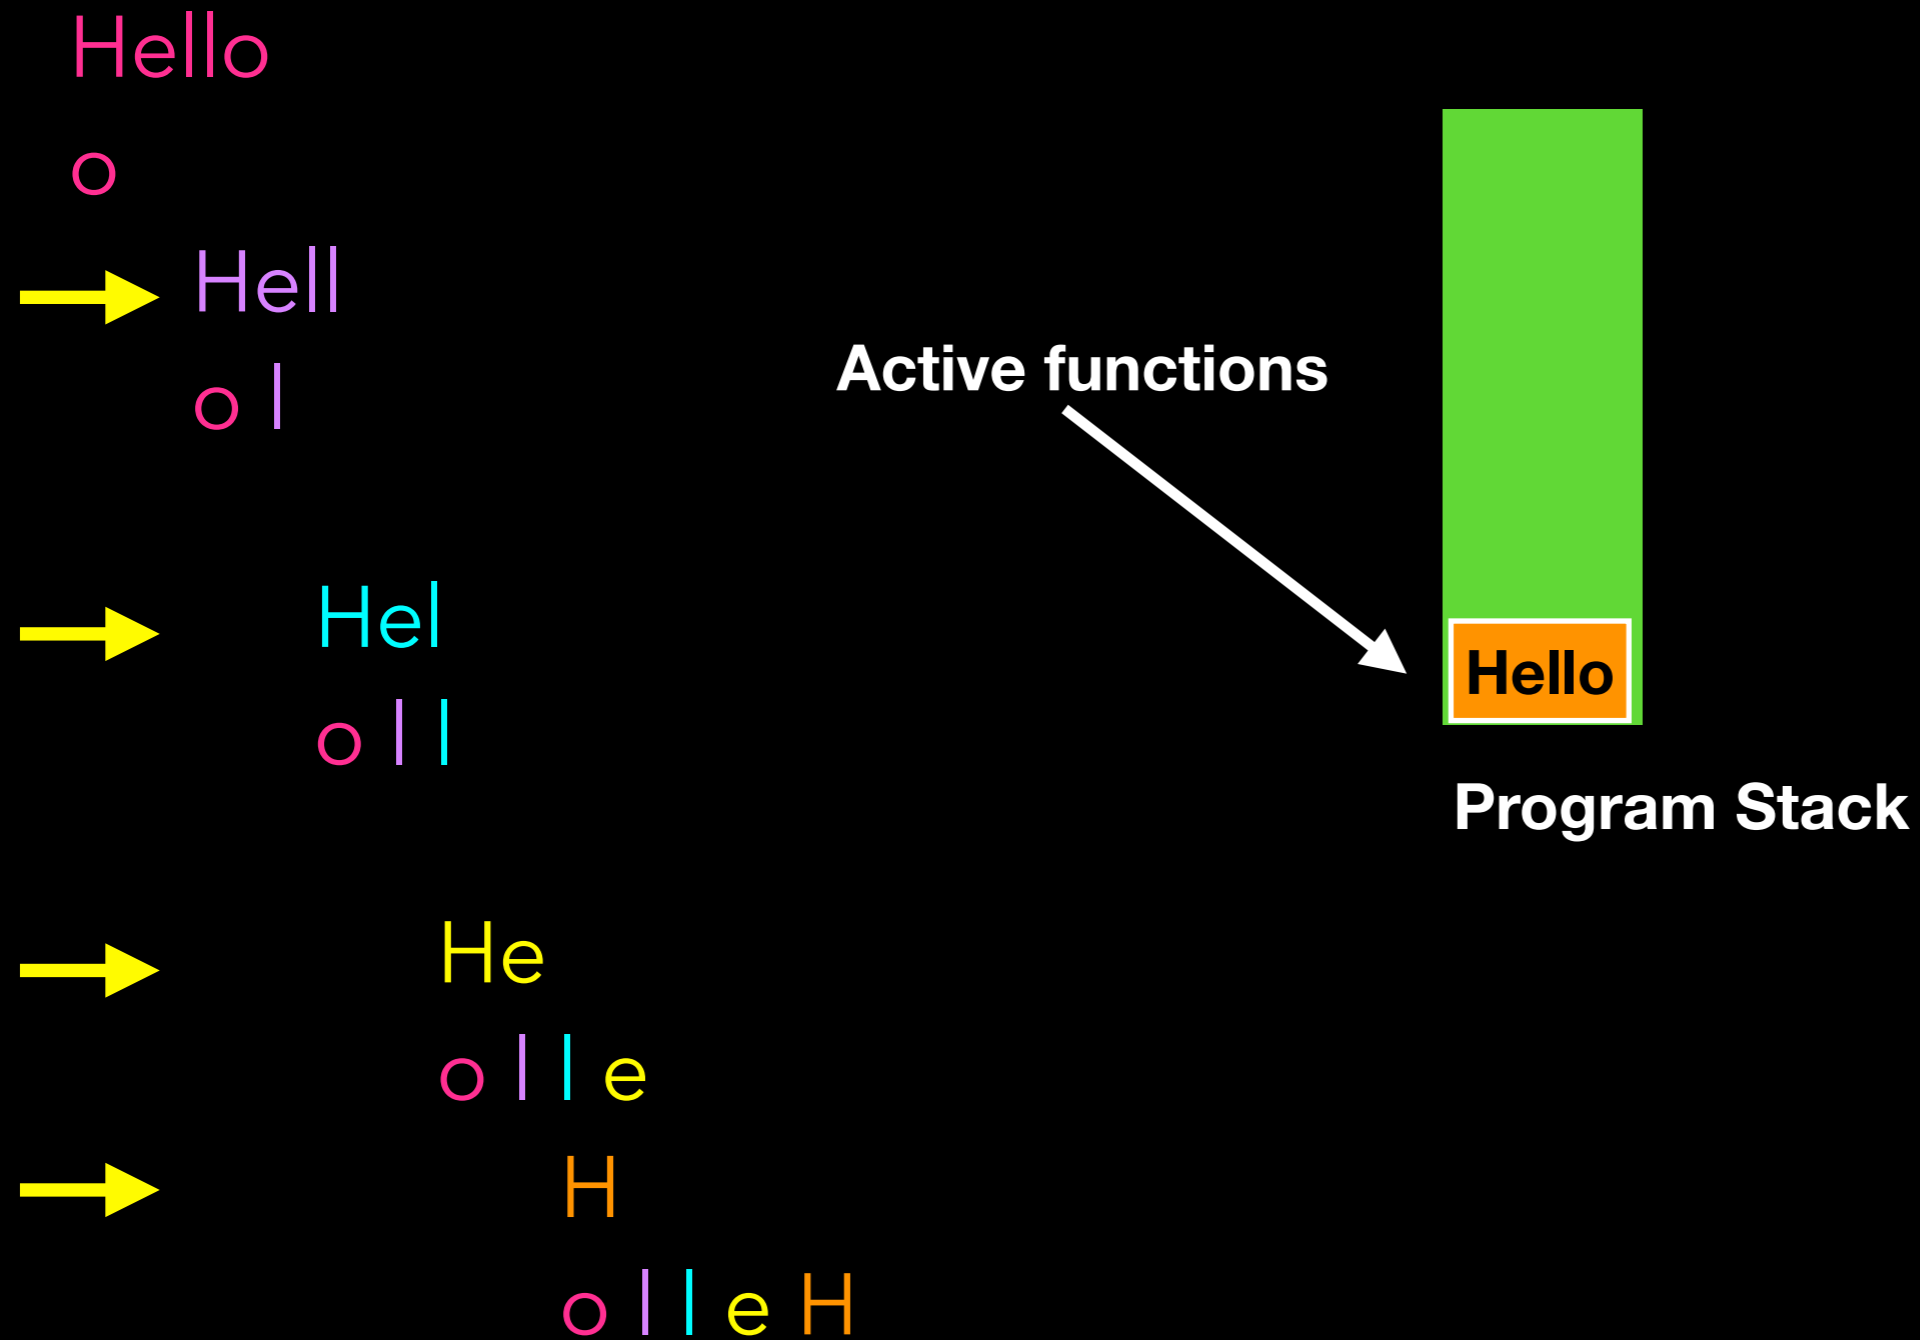 Hello
o
Hell
o l
Active functions
Hel
Hello
o l l
Program Stack
He
o l l e
H
o l l e H